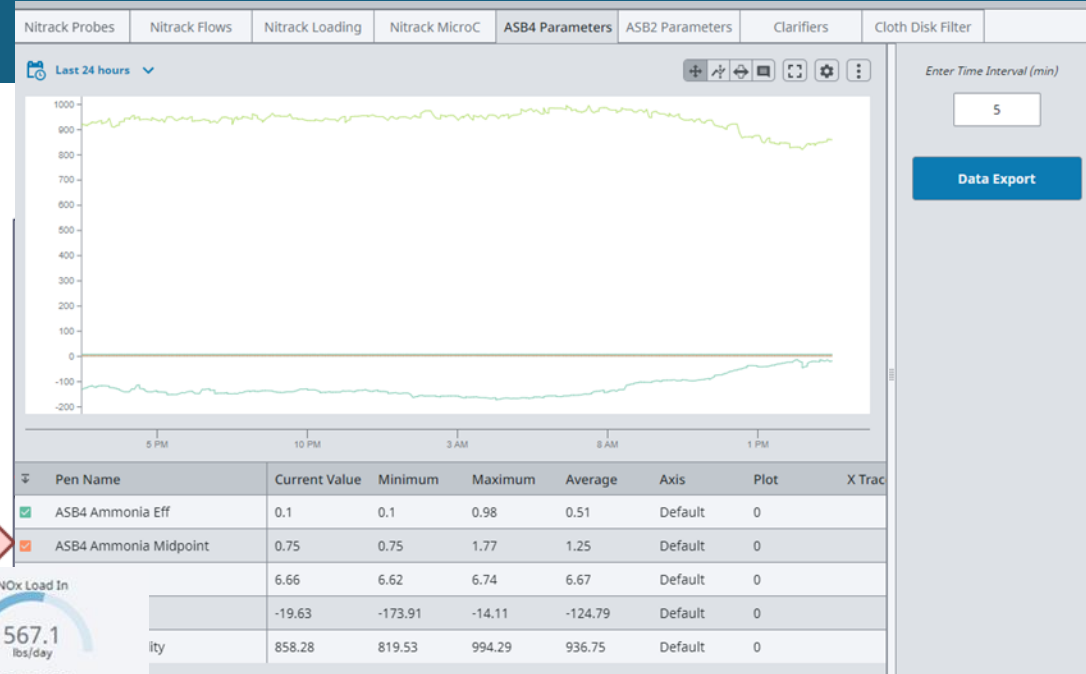 Nitrack Probes Nitrack Flows Nitrack Loading Nitrack MicroC ASB4 Parameters ASB2 Parameters Clarifiers Cloth Disk Filter
Last 24 hours
Enter Time Interval (min)
5
Data Export
1000
900
800
700
600
500
400
300
200
100
0
-100
-200
5 PM 10 PM 3 AM 8 AM 1 PM
Pen Name Current Value Minimum Maximum Average Axis Plot X Trac
ASB4 Ammonia Eff 0.1 0.1 0.98 0.51 Default 0
ASB4 Ammonia Midpoint 0.75 0.75 1.77 1.25 Default 0
6.66 6.62 6.74 6.67 Default 0
-19.63 -173.91 -14.11 -124.79 Default 0
ity 858.28 819.53 994.29 936.75 Default 0
NOx Load In
567.1
lbs/day